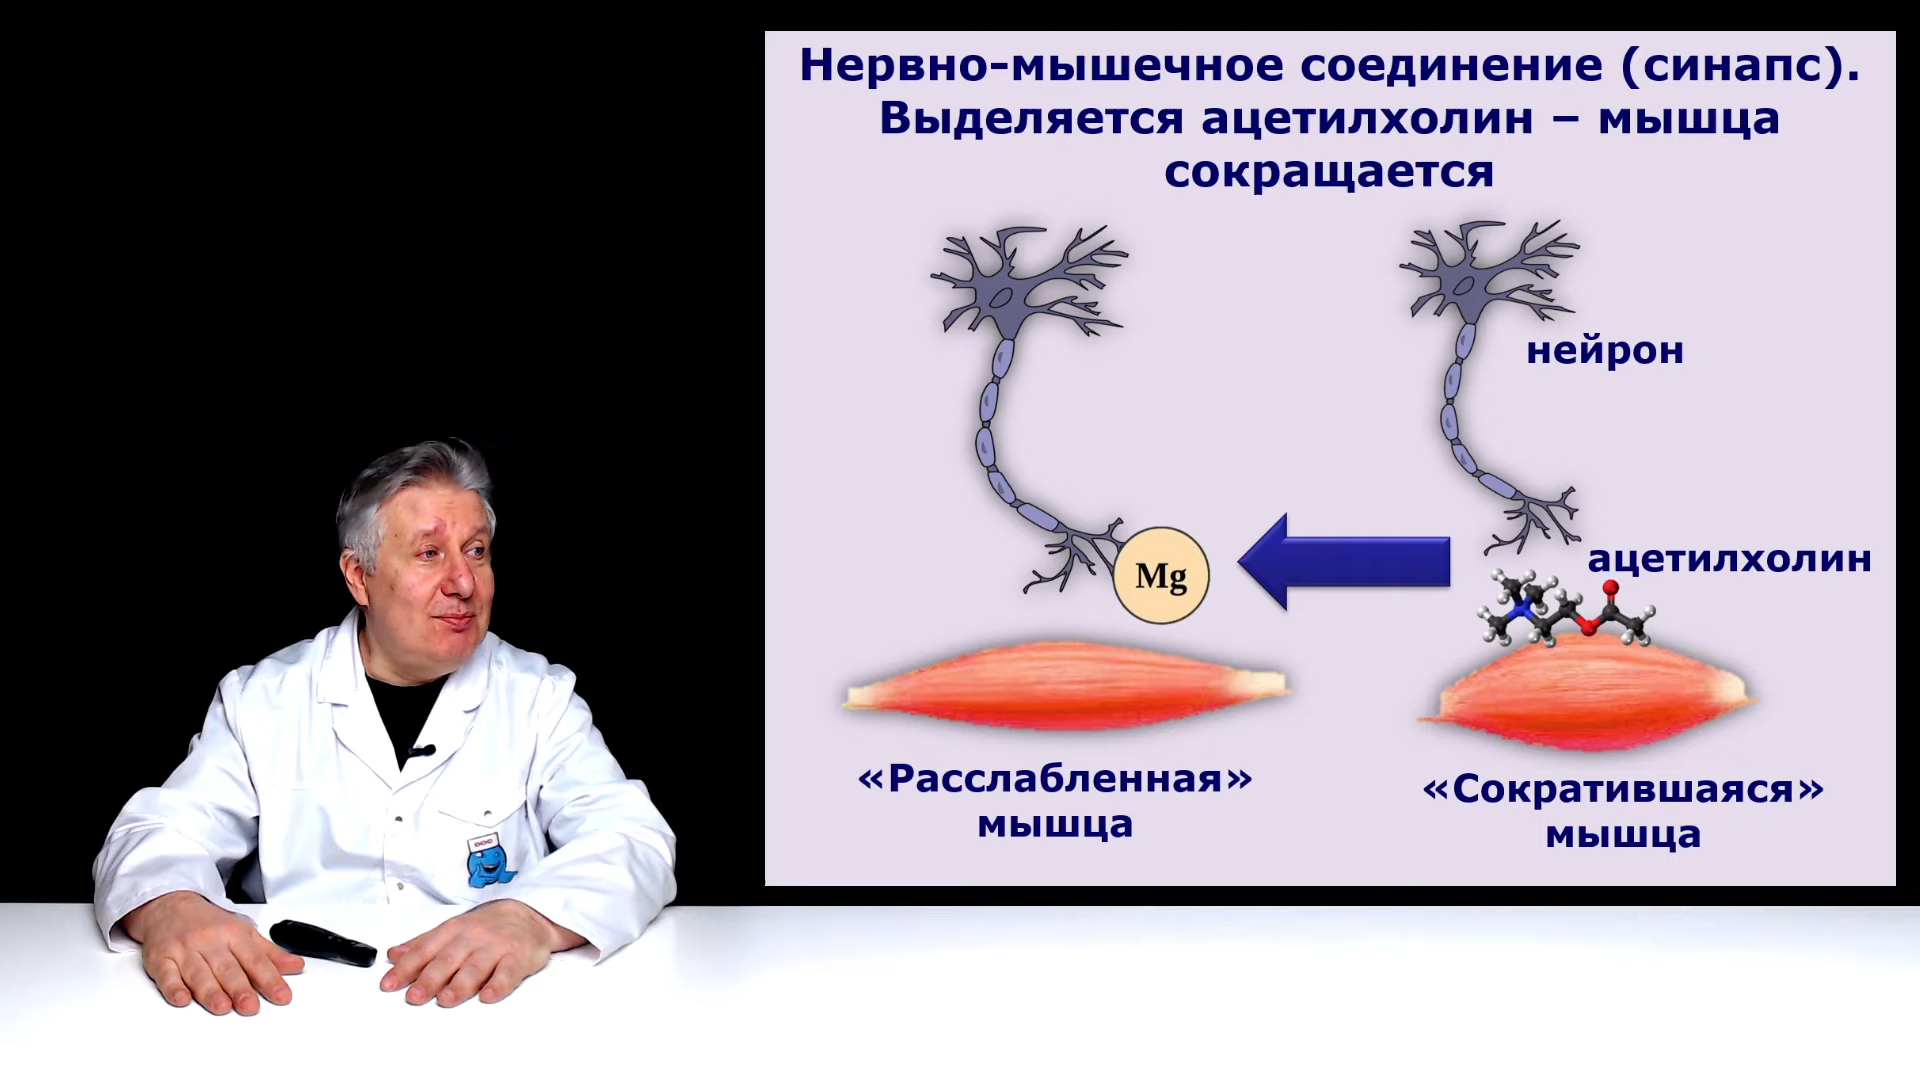 Нервно-мышечное соединение (синапс).
Выделяется ацетилхолин – мышца
сокращается
нейрон
ацетилхолин
Mg
«Расслабленная»
мышца
«Сократившаяся»
мышца